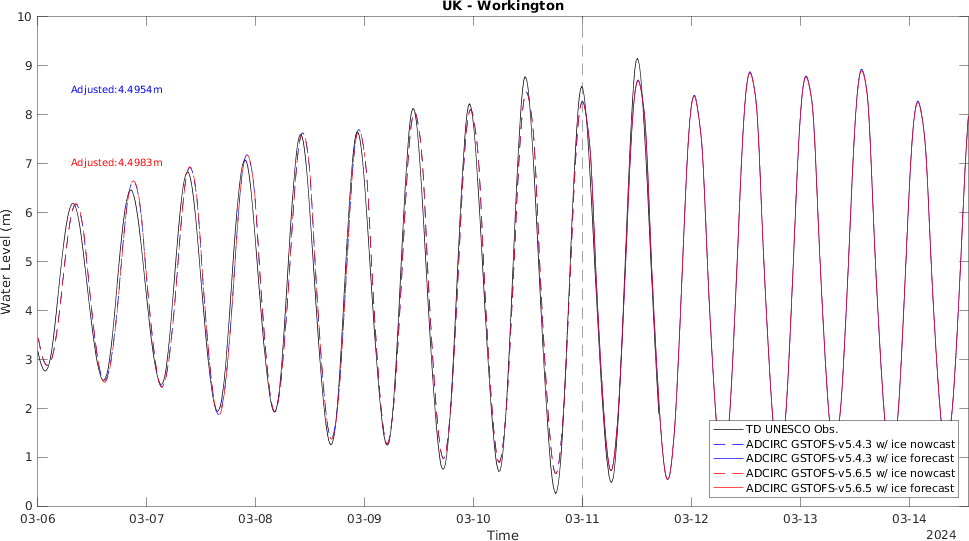 UK - Workington
10
9
8
7
6
5
4
3
2
1
0
Water Level (m)
Adjusted:4.4954m
Adjusted:4.4983m
TD UNESCO Obs.
ADCIRC GSTOFS-v5.4.3 w/ ice nowcast
ADCIRC GSTOFS-v5.4.3 w/ ice forecast
ADCIRC GSTOFS-v5.6.5 w/ ice nowcast
ADCIRC GSTOFS-v5.6.5 w/ ice forecast
03-06 03-07 03-08 03-09 03-10 03-11 03-12 03-13 03-14
Time
2024